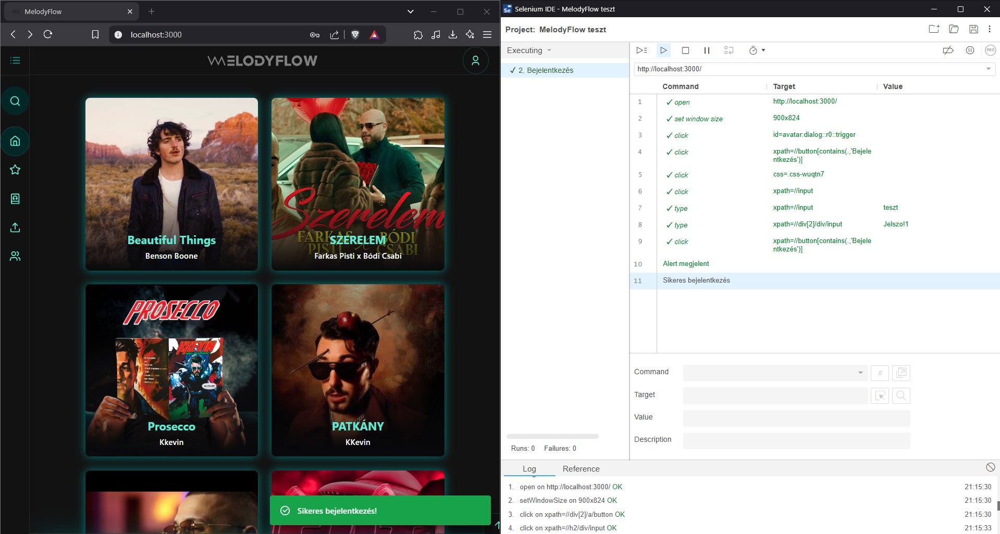 MelodyFlow
localhost:3000
MELODYFLOW
Beautiful Things
Benson Boone
Szerelem
FARKAS PISTI x BÓDI CSABI
SZERELEM
Farkas Pisti x Bódi Csabi
PROSECCO
KKEVIN
Prosecco
Kkevin
PATKÁNY
KKevin
Sikeres bejelentkezés!
Selenium IDE - MelodyFlow teszt
Project: MelodyFlow teszt
Executing
REC
✓ 2. Bejelentkezés
http://localhost:3000/
Command Target Value
1 ✓ open http://localhost:3000/
2 ✓ set window size 900x824
3 ✓ click id=avatar:dialog::r0::trigger
4 ✓ click xpath=//button[contains(.,'Bejele
ntkezés')]
5 ✓ click css=.css-wuqtn7
6 ✓ click xpath=//input
7 ✓ type xpath=//input teszt
8 ✓ type xpath=//div[2]/div/input Jelszo!1
9 ✓ click xpath=//button[contains(.,'Bejele
ntkezés')]
10 Alert megjelent
11 Sikeres bejelentkezés
Command //
Target
Value
Description
Runs: 0 Failures: 0
Log Reference
1. open on http://localhost:3000/ OK 21:15:30
2. setWindowSize on 900x824 OK 21:15:30
3. click on xpath=//div[2]/a/button OK 21:15:30
4. click on xpath=//h2/div/input OK 21:15:33